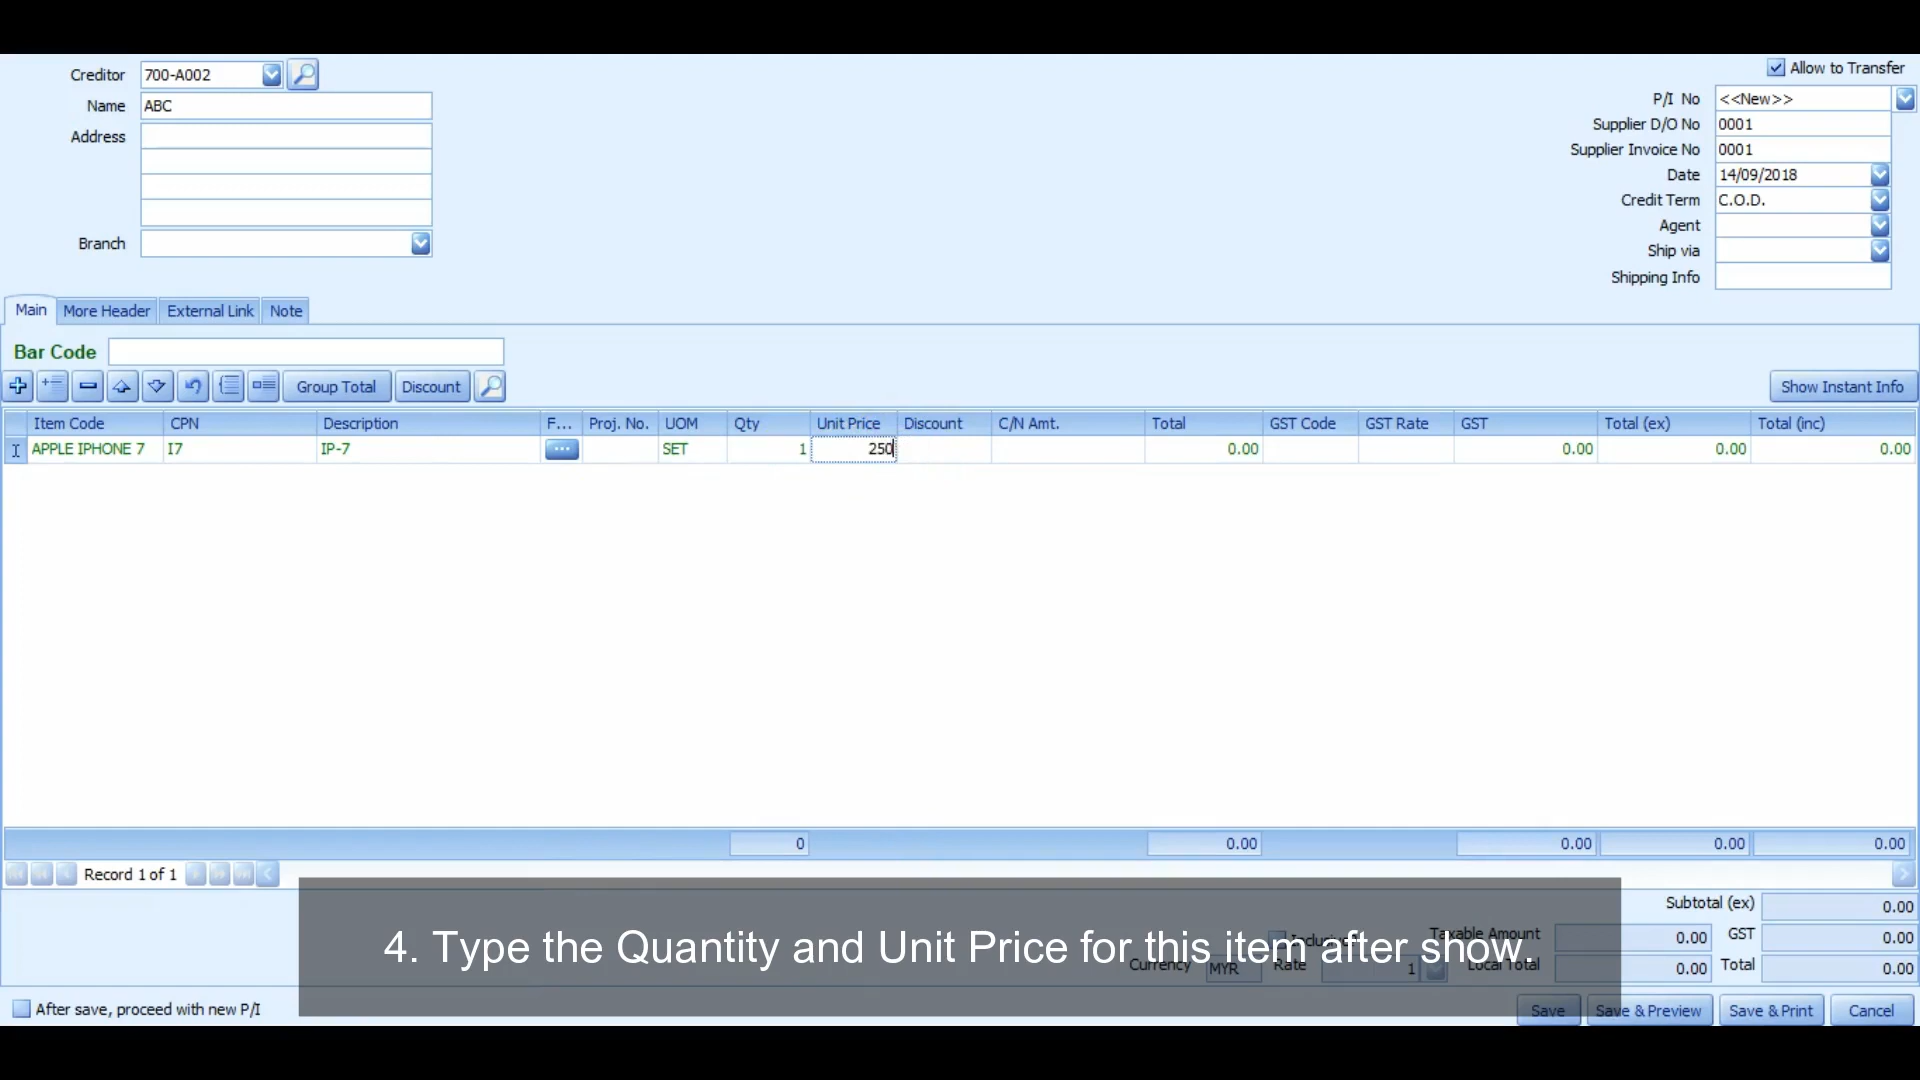 Creditor 700-A002
Name ABC
Address
Branch
Allow to Transfer
P/I No <<New>>
Supplier D/O No 0001
Supplier Invoice No 0001
Date 14/09/2018
Credit Term C.O.D.
Agent
Ship via
Shipping Info
Main More Header External Link Note
Bar Code
Group Total Discount Show Instant Info
Item Code CPN Description F... Proj. No. UOM Qty Unit Price Discount C/N Amt. Total GST Code GST Rate GST Total (ex) Total (inc)
APPLE IPHONE 7 I7 IP-7 ... SET 1 250 0.00 0.00 0.00 0.00
0 0.00 0.00 0.00 0.00
Record 1 of 1
Subtotal (ex) 0.00
Inclusive? Taxable Amount 0.00 GST 0.00
Currency MYR Rate 1 Local Total 0.00 Total 0.00
4. Type the Quantity and Unit Price for this item after show.
After save, proceed with new P/I
Save Save & Preview Save & Print Cancel